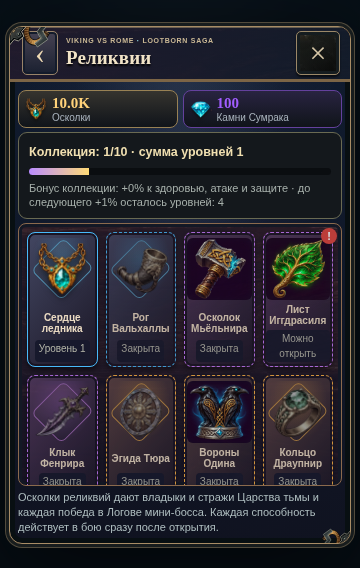 VIKING VS ROME · LOOTBORN SAGA
Реликвии
10.0K
Осколки
100
Камни Сумрака
Коллекция: 1/10 · сумма уровней 1
Бонус коллекции: +0% к здоровью, атаке и защите · до
следующего +1% осталось уровней: 4
!
Сердце
ледника
Уровень 1
Рог
Вальхаллы
Закрыта
Осколок
Мьёльнира
Закрыта
Лист
Иггдрасиля
Можно
открыть
Клык
Фенрира
Закрыта
Эгида Тюра
Закрыта
Вороны
Одина
Закрыта
Кольцо
Драупнир
Закрыта
Осколки реликвий дают владыки и стражи Царства тьмы и
каждая победа в Логове мини-босса. Каждая способность
действует в бою сразу после открытия.